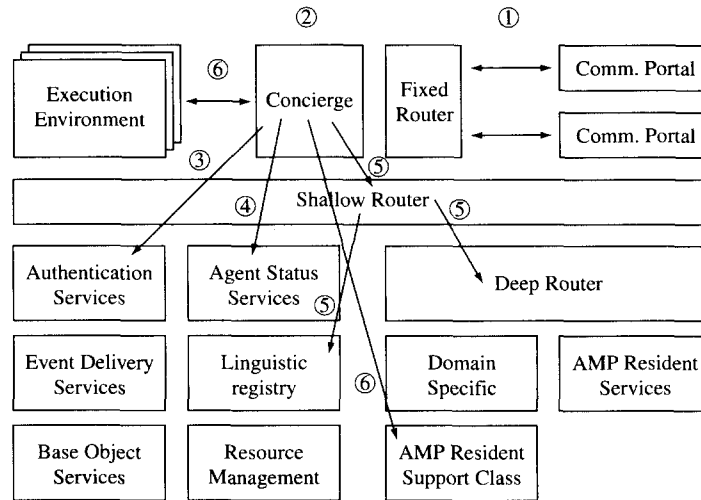 ②
①
⑥
Execution
Environment
Concierge
Fixed
Router
Comm. Portal
Comm. Portal
③
④
⑤
Shallow Router
⑤
Authentication
Services
Agent Status
Services
⑤
Deep Router
Event Delivery
Services
Linguistic
registry
⑥
Domain
Specific
AMP Resident
Services
Base Object
Services
Resource
Management
AMP Resident
Support Class